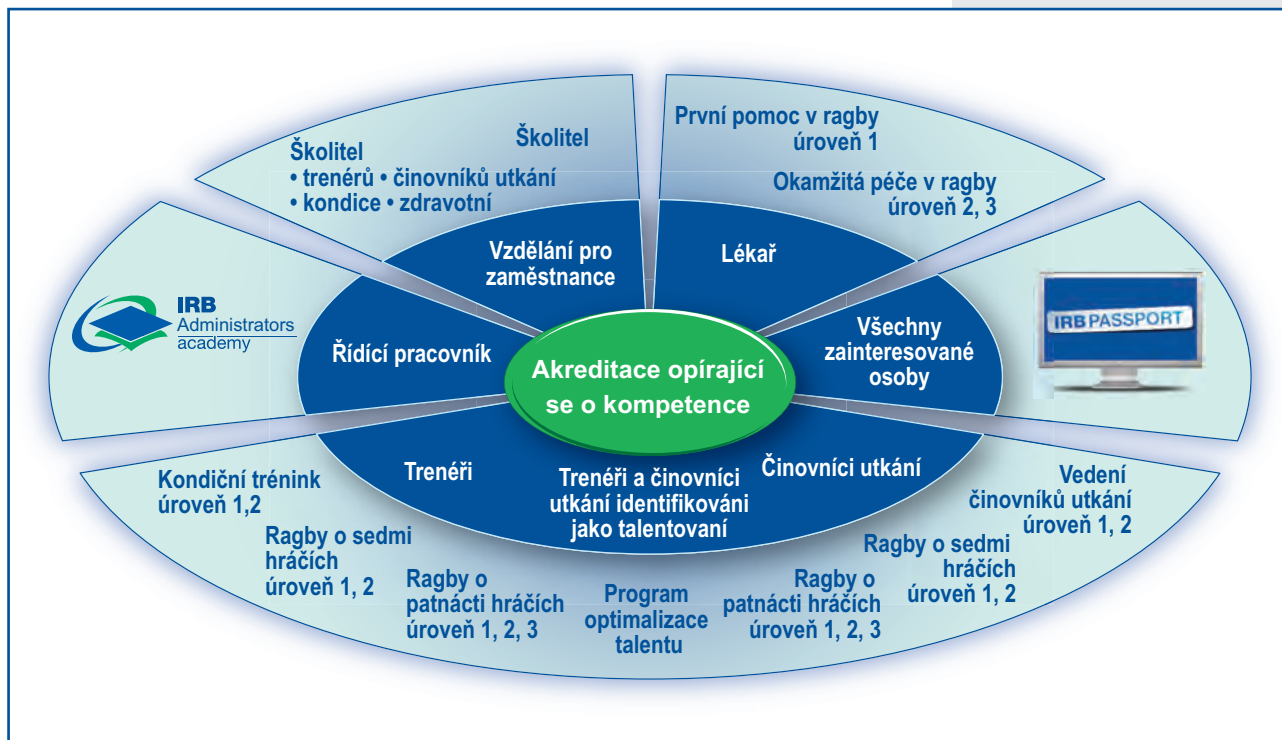 Školitel
• trenérů • činovníků utkání
• kondice • zdravotní
Školitel
První pomoc v ragby
úroveň 1
Okamžitá péče v ragby
úroveň 2, 3
Vzdělání pro
zaměstnance
Lékař
IRB
Administrators
academy
Řídící pracovník
Všechny
zainteresované
osoby
IRBPASSPORT
Akreditace opírající
se o kompetence
Trenéři
Trenéři a činovníci
utkání identifikováni
jako talentovaní
Činovníci utkání
Kondiční trénink
úroveň 1,2
Ragby o sedmi
hráčích
úroveň 1, 2
Ragby o
patnácti hráčích
úroveň 1, 2, 3
Program
optimalizace
talentu
Ragby o
patnácti hráčích
úroveň 1, 2, 3
Ragby o sedmi
hráčích
úroveň 1, 2
Vedení
činovníků utkání
úroveň 1, 2